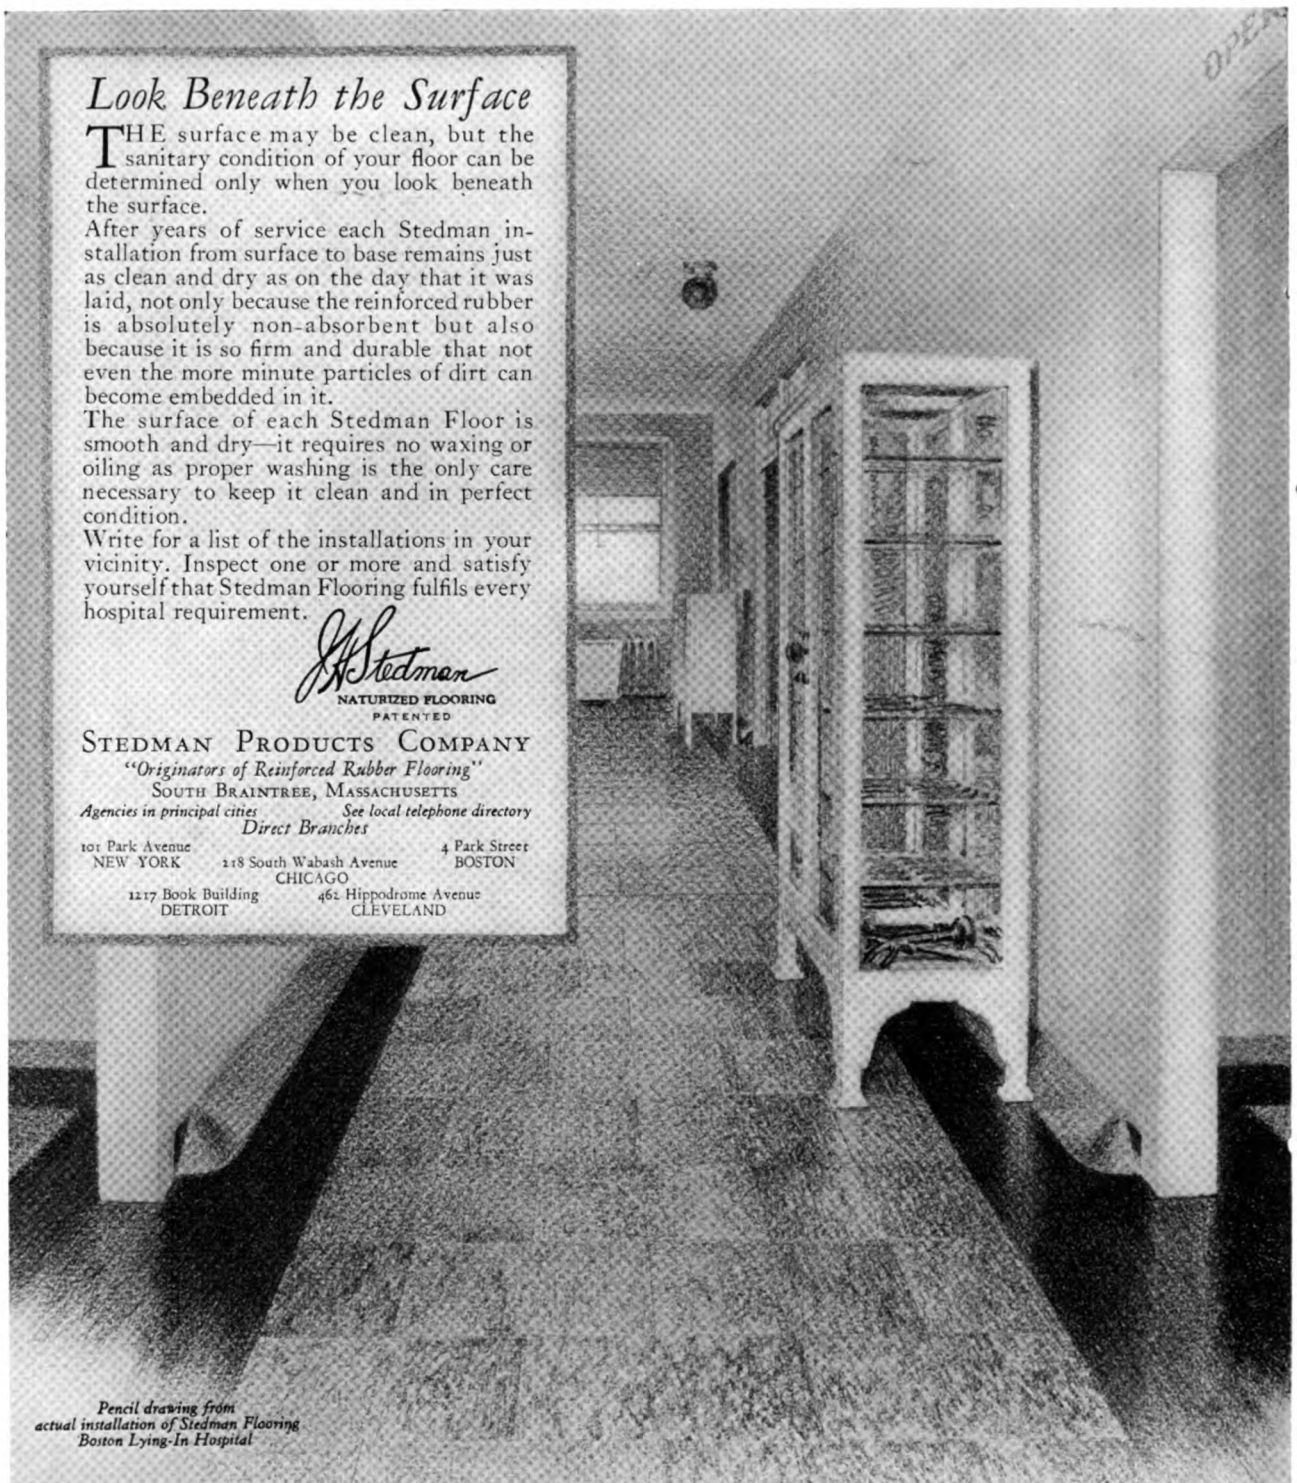 Look Beneath the Surface
THE surface may be clean, but the
sanitary condition of your floor can be
determined only when you look beneath
the surface.
After years of service each Stedman in-
stallation from surface to base remains just
as clean and dry as on the day that it was
laid, not only because the reinforced rubber
is absolutely non-absorbent but also
because it is so firm and durable that not
even the more minute particles of dirt can
become embedded in it.
The surface of each Stedman Floor is
smooth and dry—it requires no waxing or
oiling as proper washing is the only care
necessary to keep it clean and in perfect
condition.
Write for a list of the installations in your
vicinity. Inspect one or more and satisfy
yourself that Stedman Flooring fulfils every
hospital requirement.
JHStedman
NATURIZED FLOORING
PATENTED
STEDMAN PRODUCTS COMPANY
"Originators of Reinforced Rubber Flooring"
SOUTH BRAINTREE, MASSACHUSETTS
Agencies in principal cities See local telephone directory
Direct Branches
101 Park Avenue 4 Park Street
NEW YORK 218 South Wabash Avenue BOSTON
CHICAGO
1217 Book Building 462 Hippodrome Avenue
DETROIT CLEVELAND
OPEN
Pencil drawing from
actual installation of Stedman Flooring
Boston Lying-In Hospital